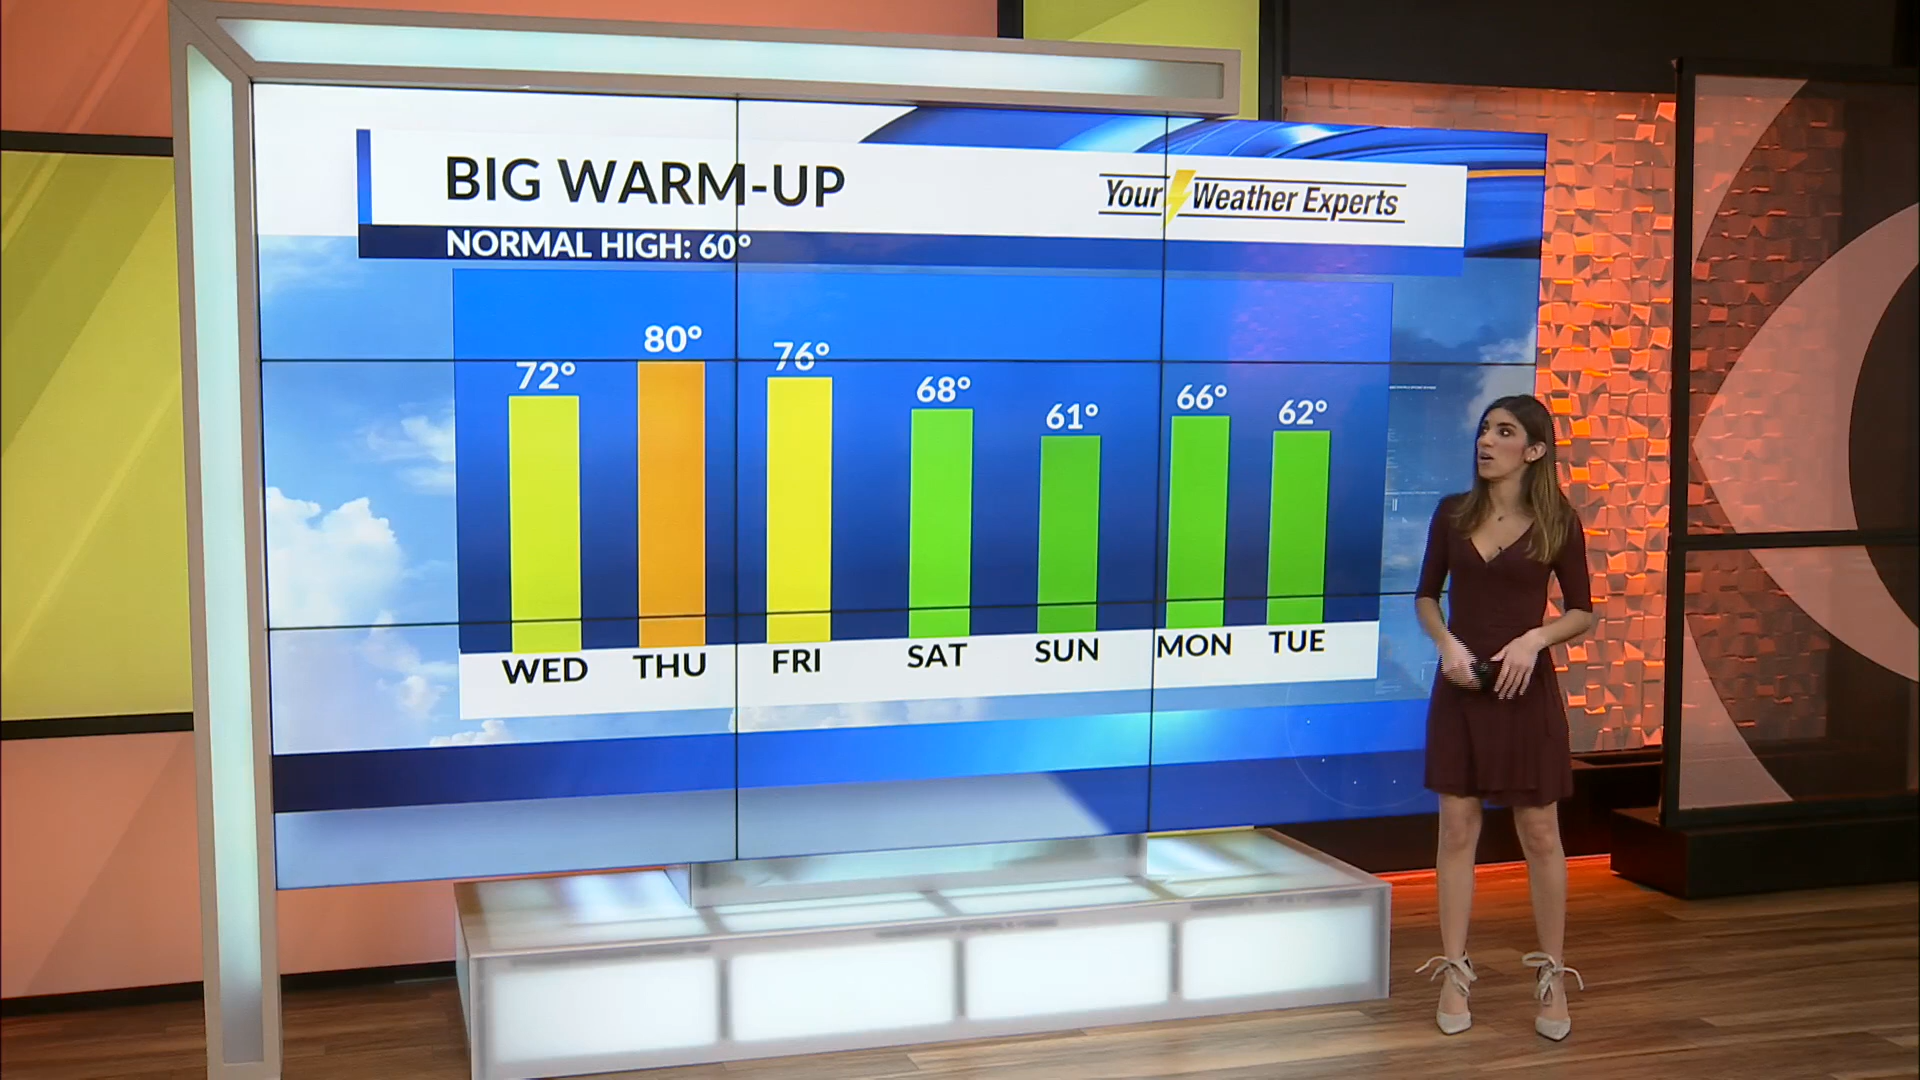 BIG WARM-UP
Your Weather Experts
NORMAL HIGH: 60°
72° 80° 76° 68° 61° 66° 62°
WED THU FRI SAT SUN MON TUE